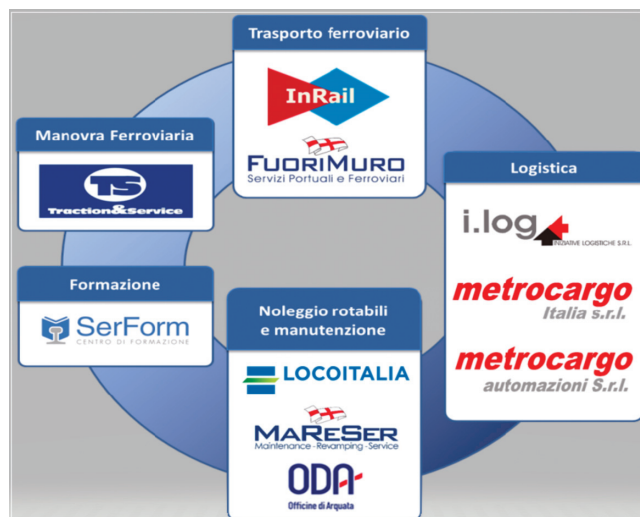 Trasporto ferroviario
InRail
FUORIMURO
Servizi Portuali e Ferroviari
Manovra Ferroviaria
TS
Traction&Service
Logistica
i.log
INIZIATIVE LOGISTICHE S.R.L.
metrocargo
Italia s.r.l.
metrocargo
automazioni S.r.l.
Formazione
SerForm
CENTRO DI FORMAZIONE
Noleggio rotabili
e manutenzione
LOCOITALIA
MAReSer
Maintenance - Revamping - Service
ODA
Officine di Arquata